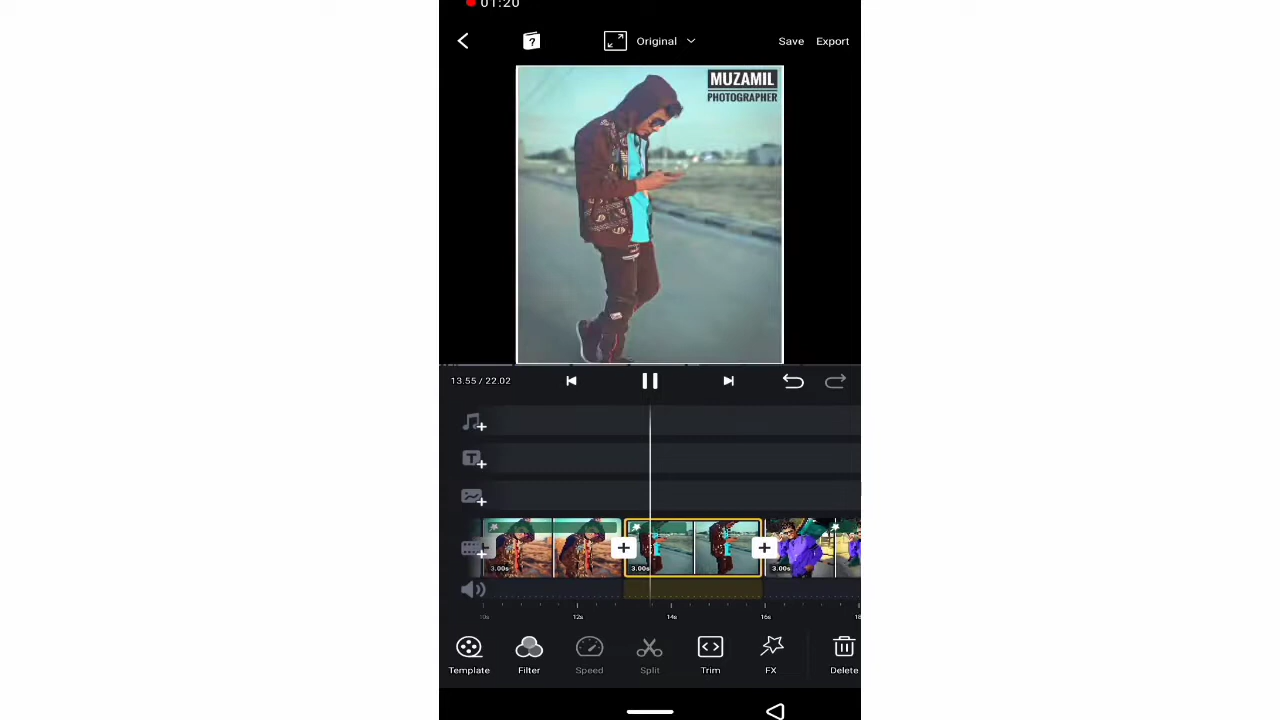 01:20
Original
Save
Export
MUZAMIL
PHOTOGRAPHER
13.55 / 22.02
3.00s
3.00s
3.00s
10s
12s
14s
16s
18
Template
Filter
Speed
Split
Trim
FX
Delete